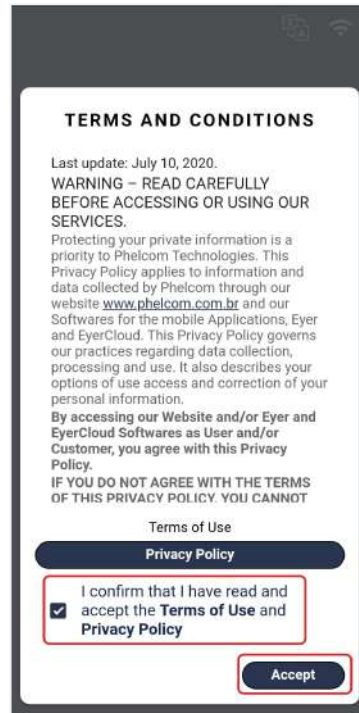 TERMS AND CONDITIONS
Last update: July 10, 2020.
WARNING – READ CAREFULLY
BEFORE ACCESSING OR USING OUR
SERVICES.
Protecting your private information is a
priority to Phelcom Technologies. This
Privacy Policy applies to information and
data collected by Phelcom through our
website www.phelcom.com.br and our
Softwares for the mobile Applications, Eyer
and EyerCloud. This Privacy Policy governs
our practices regarding data collection,
processing and use. It also describes your
options of use access and correction of your
personal information.
By accessing our Website and/or Eyer and
EyerCloud Softwares as User and/or
Customer, you agree with this Privacy
Policy.
IF YOU DO NOT AGREE WITH THE TERMS
OF THIS PRIVACY POLICY, YOU CANNOT
Terms of Use
Privacy Policy
I confirm that I have read and
accept the Terms of Use and
Privacy Policy
Accept